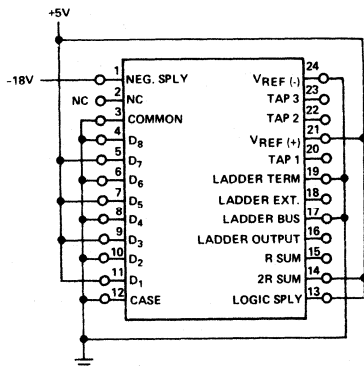 +5V
-18V
1 NEG. SPLY
NC 2 NC
3 COMMON
4 D8
5 D7
6 D6
7 D5
8 D4
9 D3
10 D2
11 D1
12 CASE
24 VREF (-)
23 TAP 3
22 TAP 2
21 VREF (+)
20 TAP 1
19 LADDER TERM
18 LADDER EXT.
17 LADDER BUS
16 LADDER OUTPUT
15 R SUM
14 2R SUM
13 LOGIC SPLY